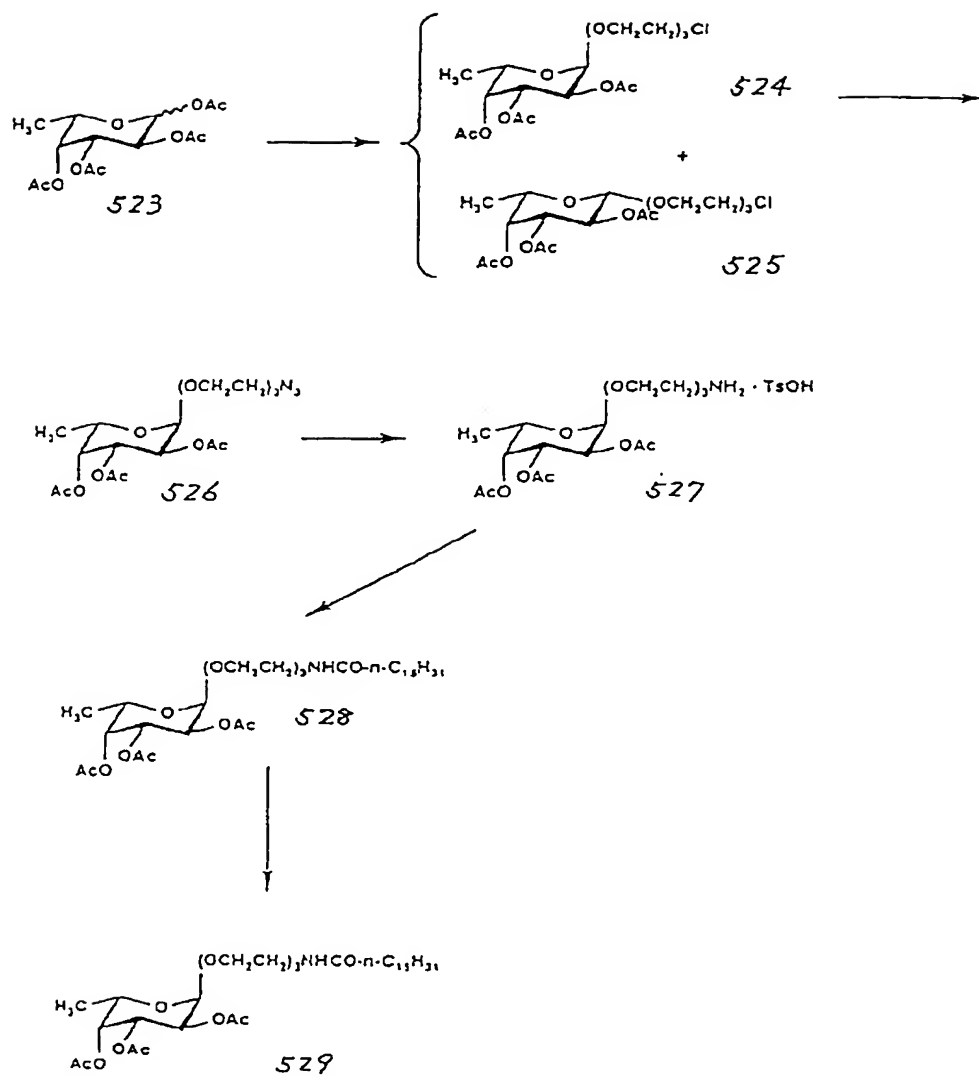 (OCH₂CH₂)₃Cl
H₃C O OAc
AcO OAc
524
+
H₃C O OAc
OAc
OAc
AcO
523
H₃C O (OCH₂CH₂)₃Cl
OAc
OAc
AcO
525
(OCH₂CH₂)₃N₃
H₃C O OAc
OAc
AcO
526
(OCH₂CH₂)₃NH₂ · TsOH
H₃C O OAc
OAc
AcO
527
(OCH₂CH₂)₃NHCO-n-C₁₅H₃₁
H₃C O OAc
OAc
AcO
528
(OCH₂CH₂)₃NHCO-n-C₁₅H₃₁
H₃C O OAc
OAc
AcO
529